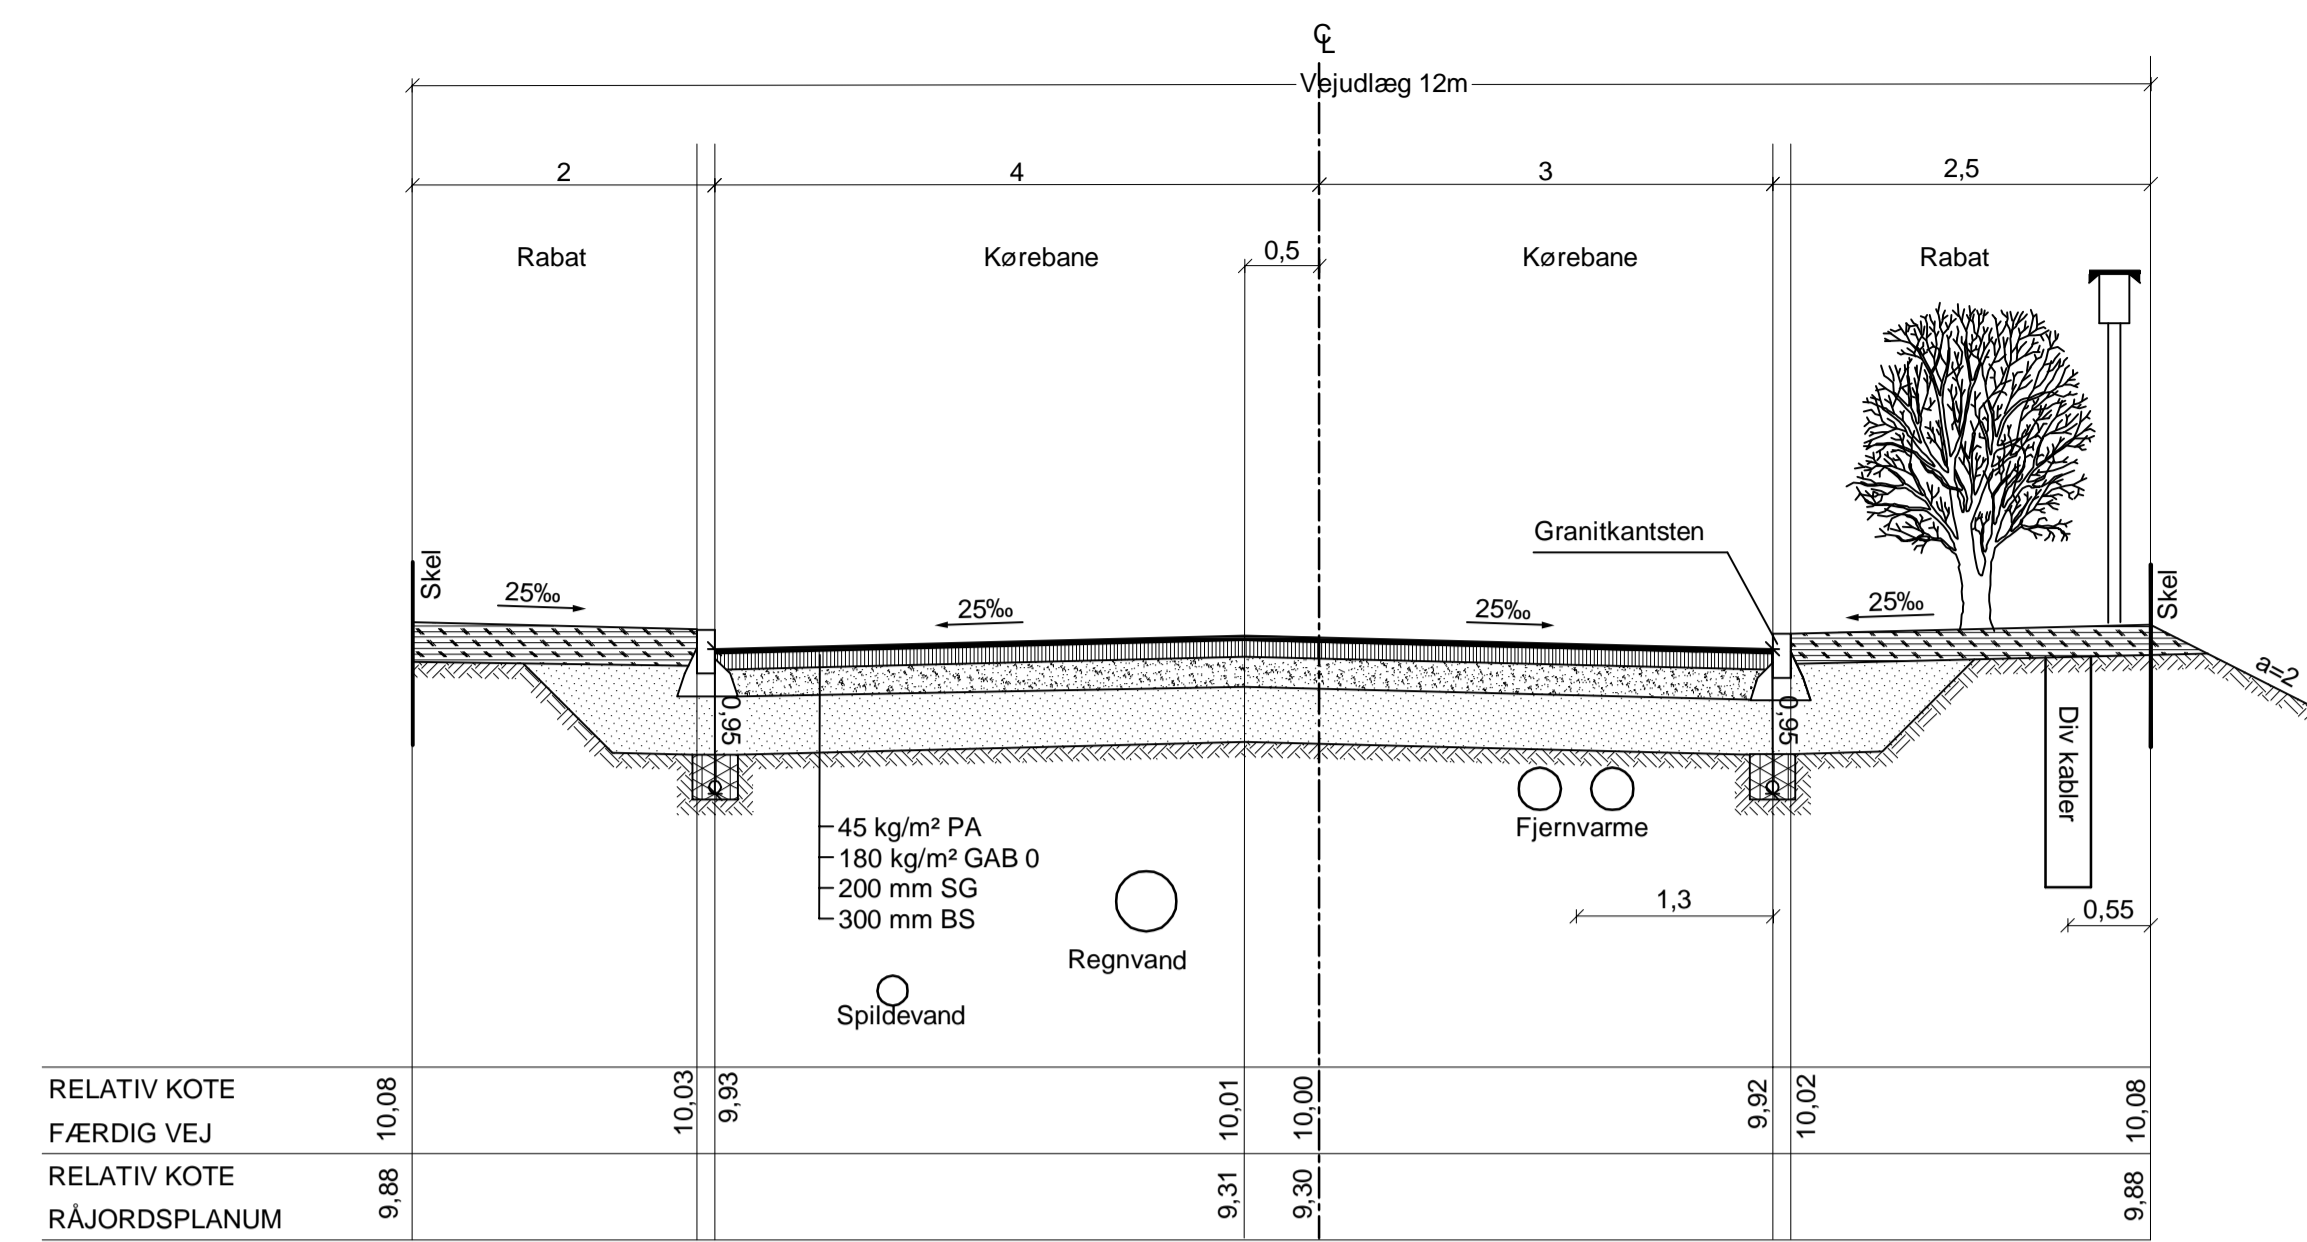 ℄
Vejudlæg 12m
2
4
3
2,5
Rabat
Kørebane
0,5
Kørebane
Rabat
Granitkantsten
Skel
25‰
25‰
25‰
25‰
Skel
a=2
0,95
0,95
Div kabler
45 kg/m² PA
180 kg/m² GAB 0
200 mm SG
300 mm BS
Fjernvarme
1,3
0,55
Regnvand
Spildevand
RELATIV KOTE
FÆRDIG VEJ
10,08
10,03
9,93
10,01
10,00
9,92
10,02
10,08
RELATIV KOTE
RÅJORDSPLANUM
9,88
9,31
9,30
9,88